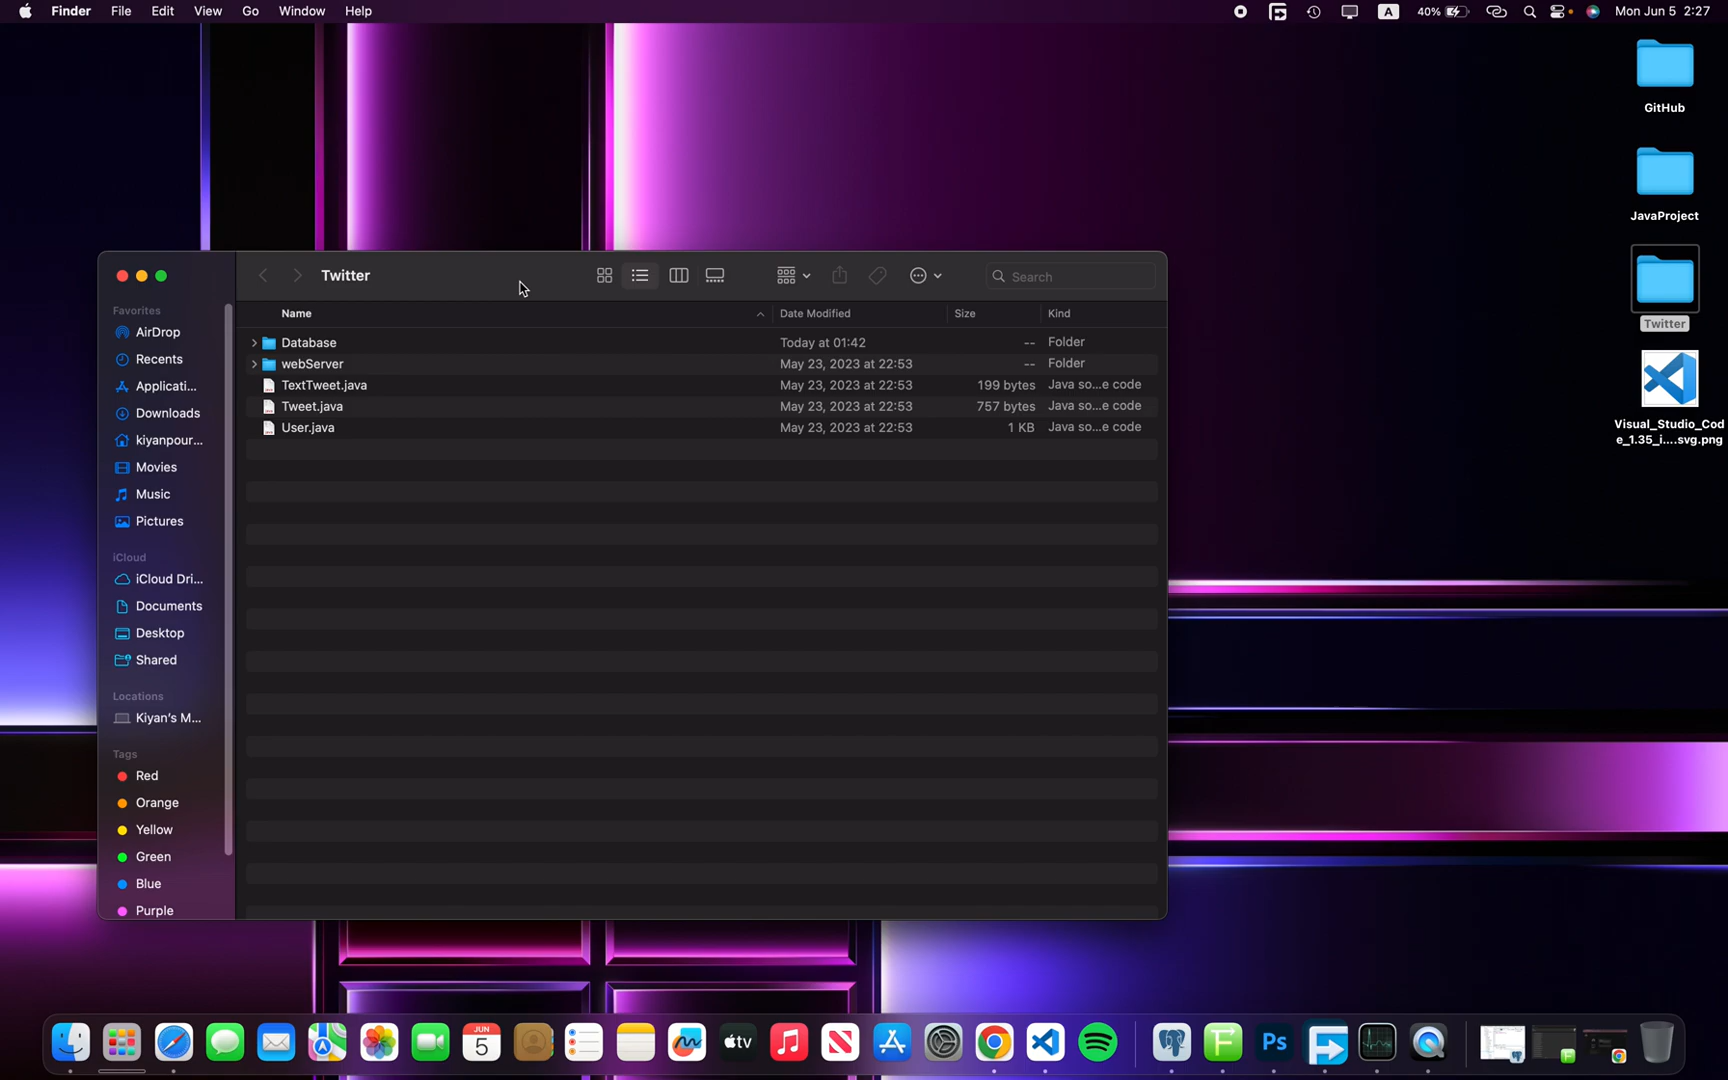 Finder File Edit View Go Window Help
A 40% Mon Jun 5 2:27
GitHub
JavaProject
Twitter
Visual_Studio_Cod
e_1.35_i....svg.png
Twitter
Search
Name Date Modified Size Kind
Database Today at 01:42 -- Folder
webServer May 23, 2023 at 22:53 -- Folder
TextTweet.java May 23, 2023 at 22:53 199 bytes Java so...e code
Tweet.java May 23, 2023 at 22:53 757 bytes Java so...e code
User.java May 23, 2023 at 22:53 1 KB Java so...e code
Favorites
AirDrop
Recents
Applicati...
Downloads
kiyanpour...
Movies
Music
Pictures
iCloud
iCloud Dri...
Documents
Desktop
Shared
Locations
Kiyan's M...
Tags
Red
Orange
Yellow
Green
Blue
Purple
JUN
5
tv
Ps